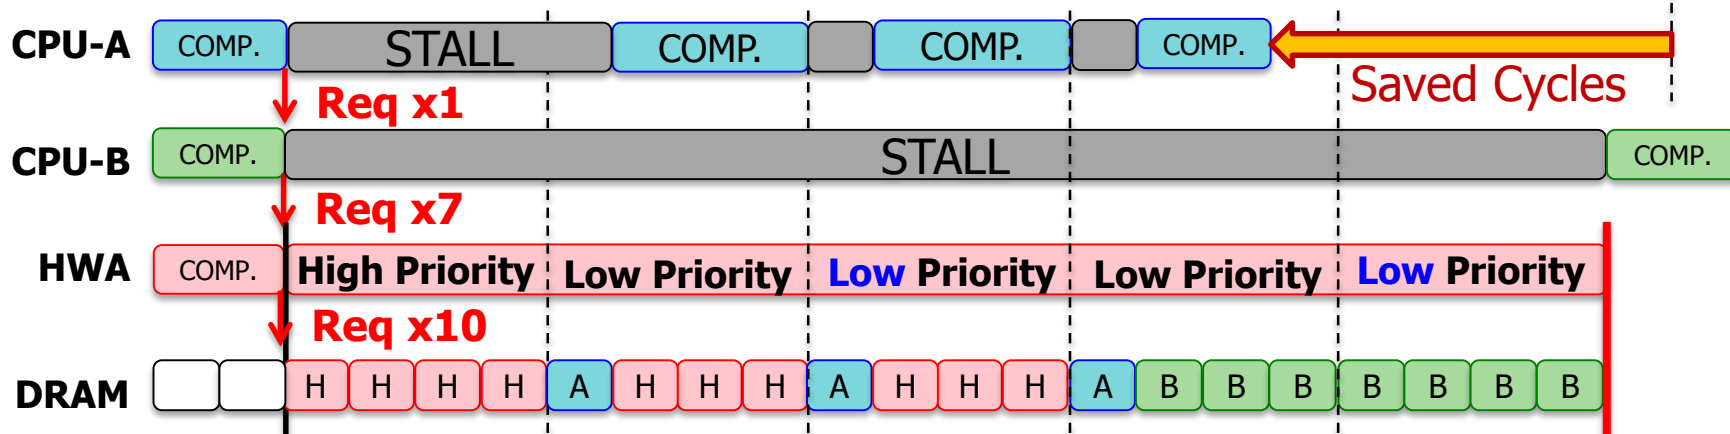 CPU-A COMP. STALL COMP. COMP. COMP.
Saved Cycles
Req x1
CPU-B COMP. STALL COMP.
Req x7
HWA COMP. High Priority Low Priority Low Priority Low Priority Low Priority
Req x10
DRAM H H H H A H H H A H H H A B B B B B B B